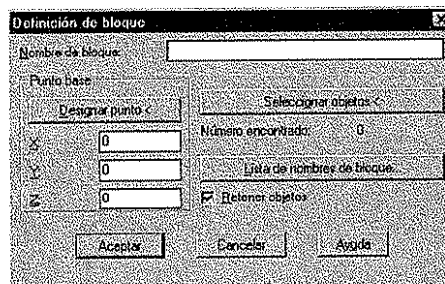 Definición de bloque
Nombre de bloque:
Punto base
Designar punto <
X: 0
Y: 0
Z: 0
Seleccionar objetos <
Número encontrado: 0
Lista de nombres de bloque
Retener objetos
Aceptar
Cancelar
Ayuda